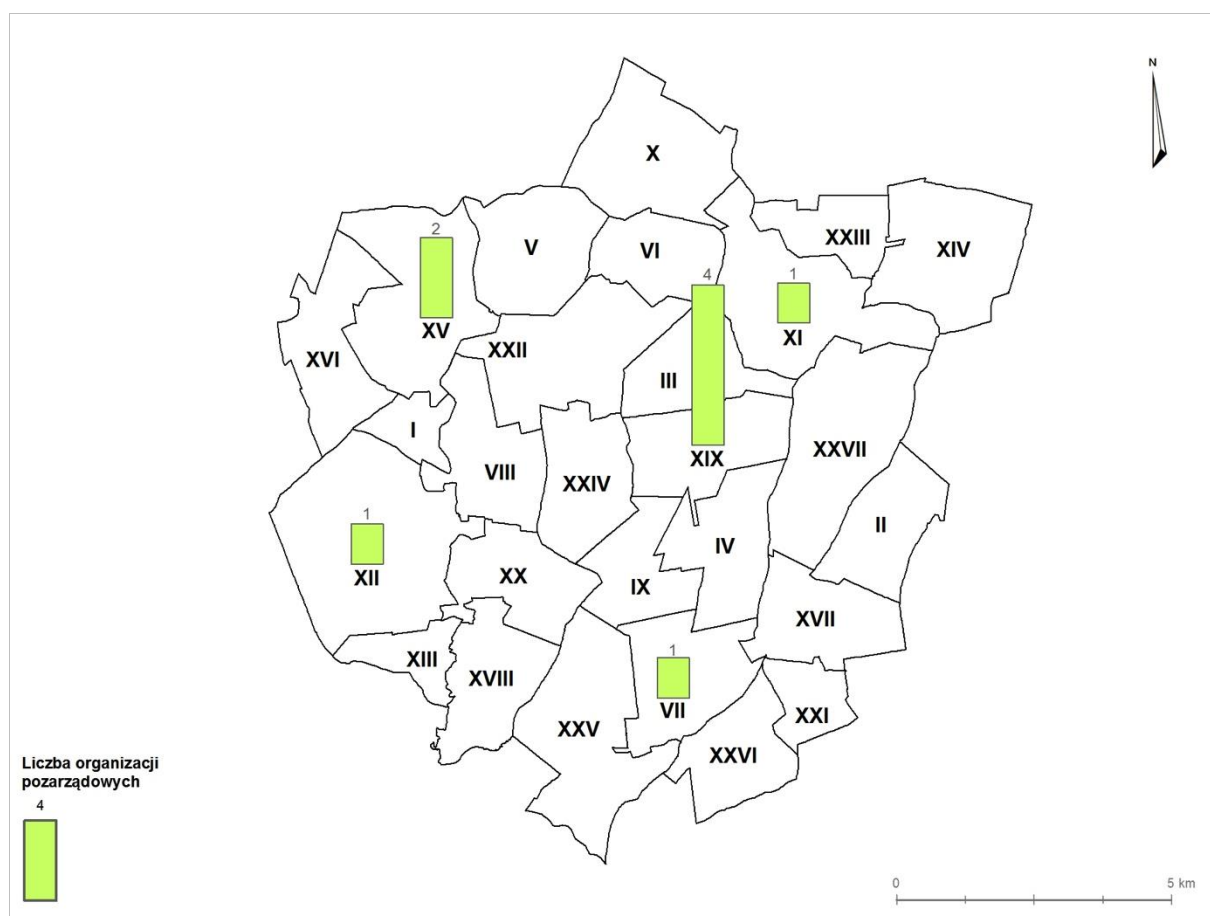 N
X
V
VI
XXIII
XIV
2
4
1
XV
XI
XVI
XXII
III
I
XXVII
VIII
XIX
XXIV
II
1
IV
XII
XX
IX
XVII
1
XIII
XVIII
VII
XXI
XXV
XXVI
Liczba organizacji
pozarządowych
4
0
5 km